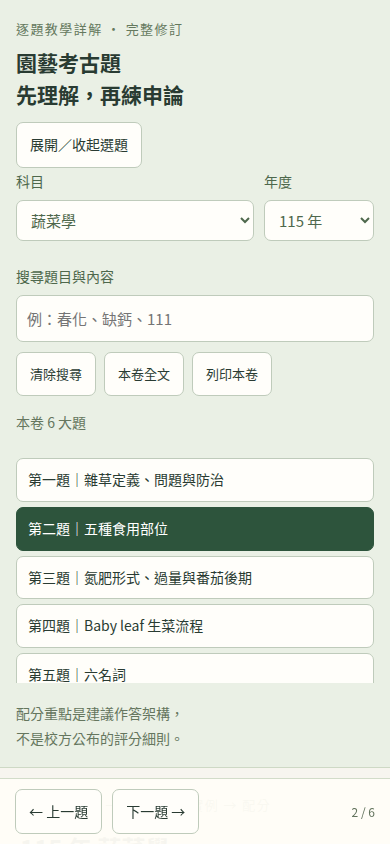 逐題教學詳解 · 完整修訂
園藝考古題
先理解，再練申論
展開／收起選題
科目
年度
蔬菜學
115 年
搜尋題目與內容
例：春化、缺鈣、111
清除搜尋
本卷全文
列印本卷
本卷 6 大題
第一題｜雜草定義、問題與防治
第二題｜五種食用部位
第三題｜氮肥形式、過量與番茄後期
第四題｜Baby leaf 生菜流程
第五題｜六名詞
配分重點是建議作答架構，
不是校方公布的評分細則。
← 上一題
下一題 →
2 / 6